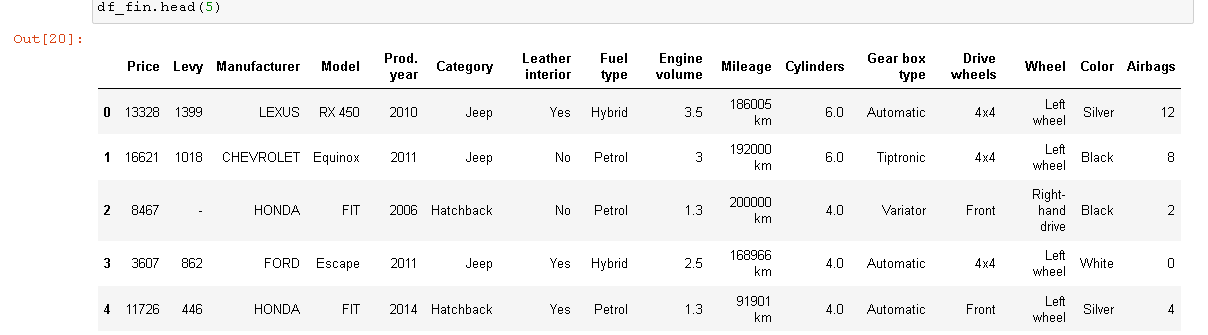 df_fin.head(5)
Out[20]:
Price Levy Manufacturer Model Prod. year Category Leather interior Fuel type Engine volume Mileage Cylinders Gear box type Drive wheels Wheel Color Airbags
0 13328 1399 LEXUS RX 450 2010 Jeep Yes Hybrid 3.5 186005 km 6.0 Automatic 4x4 Left wheel Silver 12
1 16621 1018 CHEVROLET Equinox 2011 Jeep No Petrol 3 192000 km 6.0 Tiptronic 4x4 Left wheel Black 8
2 8467 - HONDA FIT 2006 Hatchback No Petrol 1.3 200000 km 4.0 Variator Front Right-hand drive Black 2
3 3607 862 FORD Escape 2011 Jeep Yes Hybrid 2.5 168966 km 4.0 Automatic 4x4 Left wheel White 0
4 11726 446 HONDA FIT 2014 Hatchback Yes Petrol 1.3 91901 km 4.0 Automatic Front Left wheel Silver 4